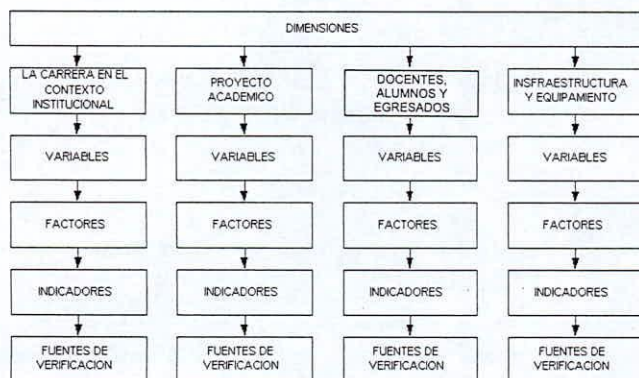 DIMENSIONES
LA CARRERA EN EL
CONTEXTO
INSTITUCIONAL
PROYECTO
ACADEMICO
DOCENTES,
ALUMNOS Y
EGRESADOS
INSFRAESTRUCTURA
Y EQUIPAMIENTO
VARIABLES
VARIABLES
VARIABLES
VARIABLES
FACTORES
FACTORES
FACTORES
FACTORES
INDICADORES
INDICADORES
INDICADORES
INDICADORES
FUENTES DE
VERIFICACION
FUENTES DE
VERIFICACION
FUENTES DE
VERIFICACION
FUENTES DE
VERIFICACION